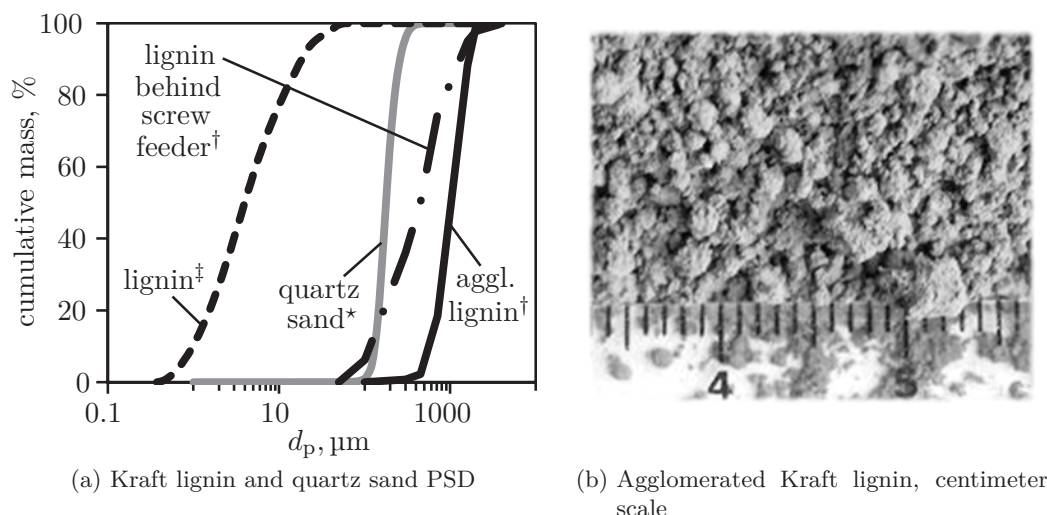 100
80
60
40
20
0
cumulative mass, %
lignin
behind
screw
feeder†
lignin‡
quartz
sand⋆
aggl.
lignin†
0.1
10
1000
dₚ, µm
4
5
(a) Kraft lignin and quartz sand PSD
(b) Agglomerated Kraft lignin, centimeter
scale